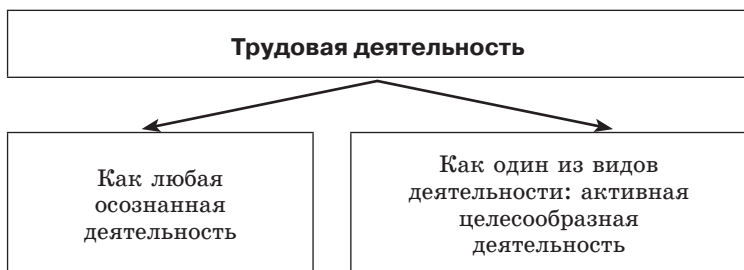 Трудовая деятельность
Как любая
осознанная
деятельность
Как один из видов
деятельности: активная
целесообразная
деятельность